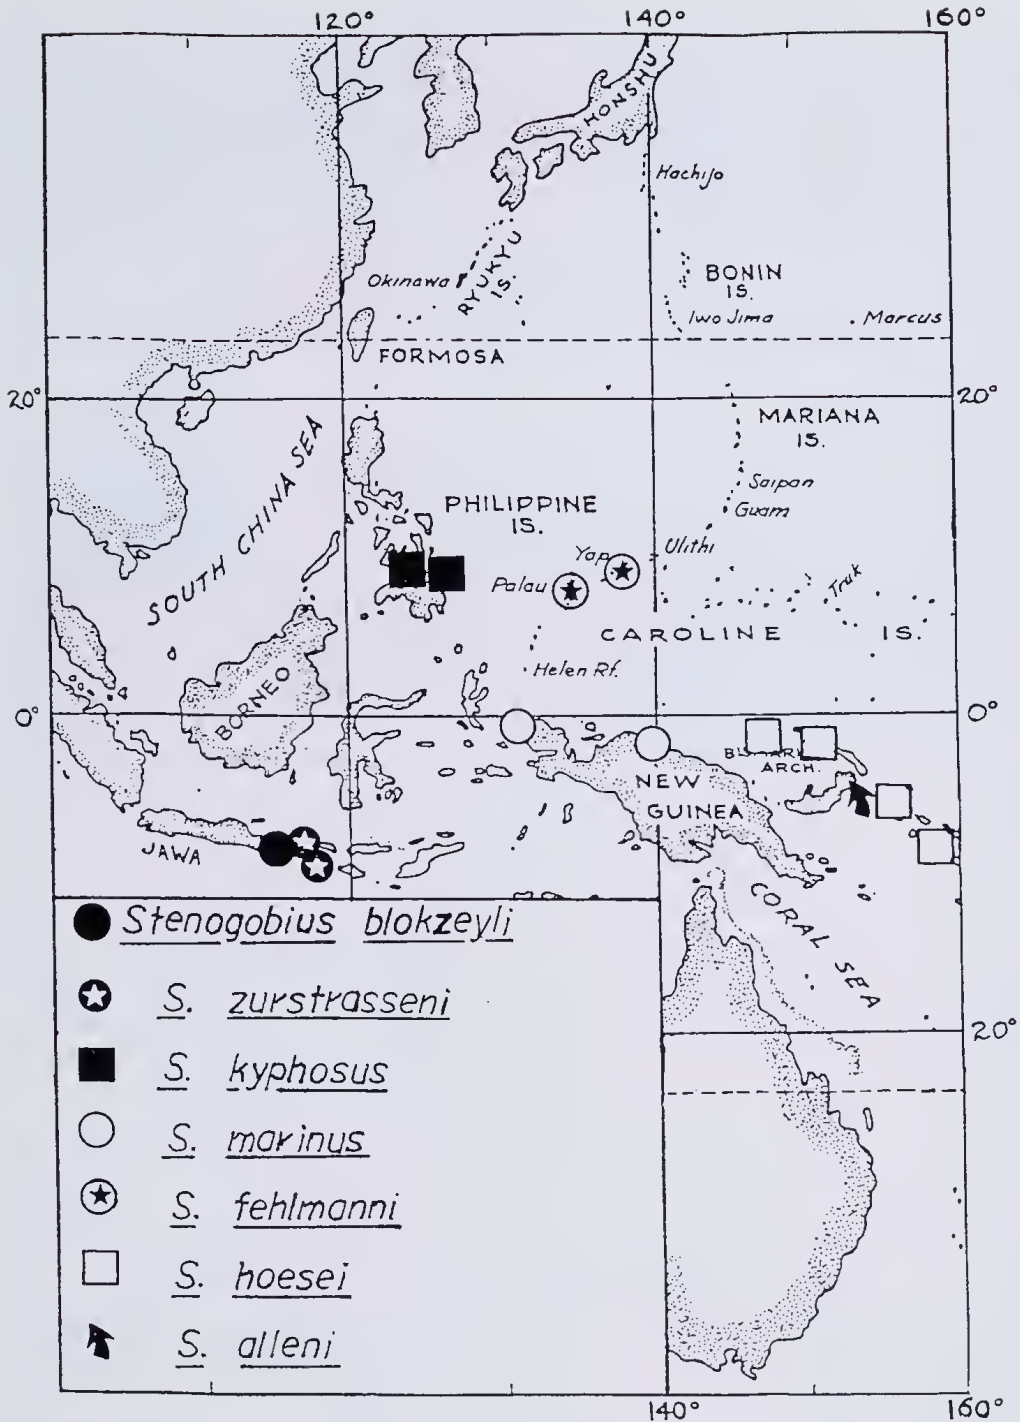 120° 140° 160°
HONSHU
Hachijo
RYUKYU
IS.
Okinawa
BONIN
IS.
Iwo Jima
Marcus
FORMOSA
20° 20°
MARIANA
IS.
SOUTH CHINA SEA
Saipan
Guam
PHILIPPINE
IS.
Ulithi
Yap
Palau
Truk
CAROLINE IS.
Helen Rf.
BORNEO
0° 0°
ARCH.
NEW
GUINEA
JAWA
CORAL SEA
Stenogobius blokzeyli
S. zurstrasseni
20°
S. kyphosus
S. marinus
S. fehlmanni
S. hoesei
S. alleni
140° 160°